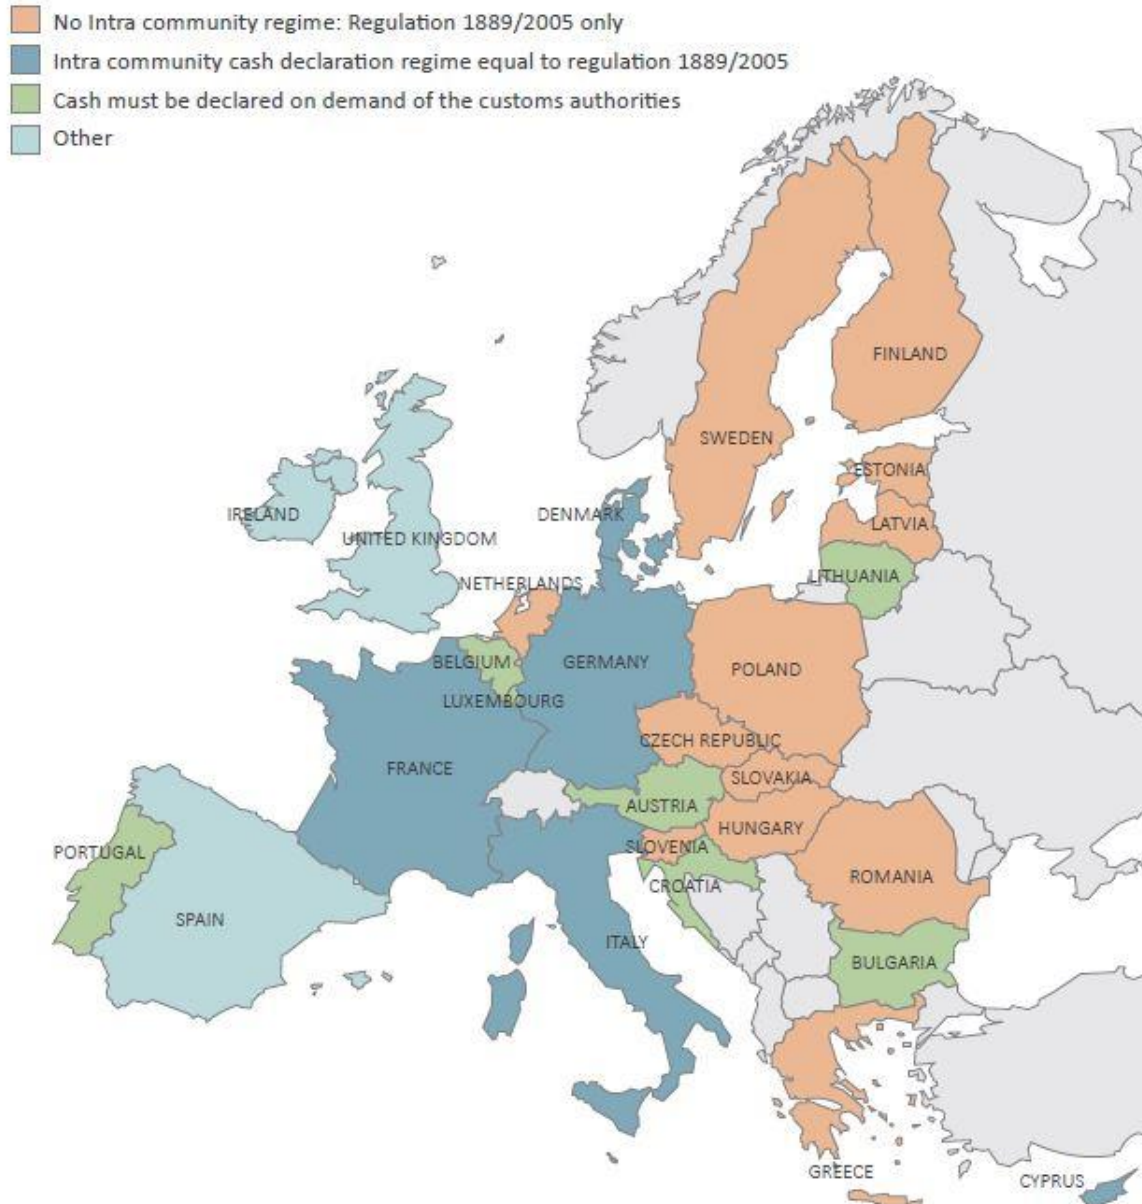 No Intra community regime: Regulation 1889/2005 only
Intra community cash declaration regime equal to regulation 1889/2005
Cash must be declared on demand of the customs authorities
Other
FINLAND
SWEDEN
ESTONIA
IRELAND
DENMARK
LATVIA
UNITED KINGDOM
LITHUANIA
NETHERLANDS
BELGIUM
GERMANY
POLAND
LUXEMBOURG
CZECH REPUBLIC
FRANCE
SLOVAKIA
AUSTRIA
HUNGARY
SLOVENIA
PORTUGAL
ROMANIA
CROATIA
SPAIN
ITALY
BULGARIA
GREECE
CYPRUS